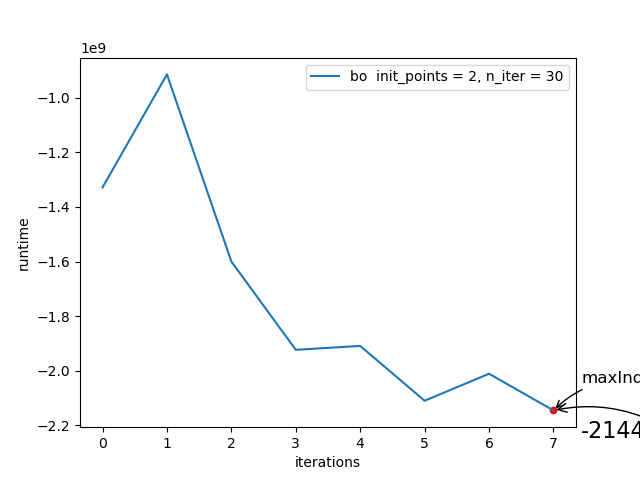 1e9
bo  init_points = 2, n_iter = 30
−1.0
−1.2
−1.4
−1.6
−1.8
−2.0
−2.2
runtime
0 1 2 3 4 5 6 7
iterations
maxInd
-2144